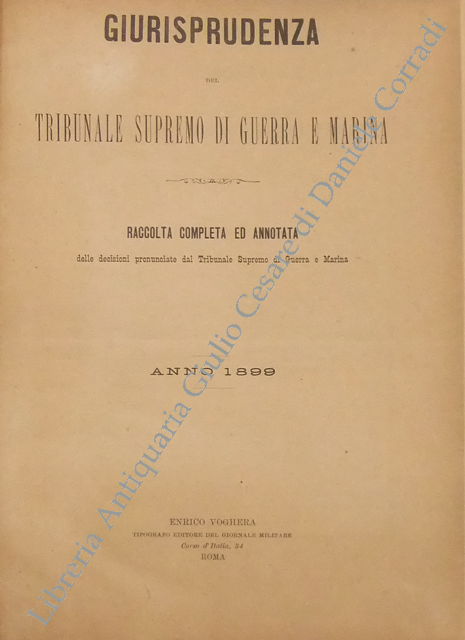 GIURISPRUDENZA
DEL
TRIBUNALE SUPREMO DI GUERRA E MARINA
RACCOLTA COMPLETA ED ANNOTATA
delle decisioni pronunciate dal Tribunale Supremo di Guerra e Marina
ANNO 1899
ENRICO VOGHERA
TIPOGRAFO EDITORE DEL GIORNALE MILITARE
Corso d'Italia, 34
ROMA
Libreria Antiquaria Giulio Cesare di Daniele Corradi